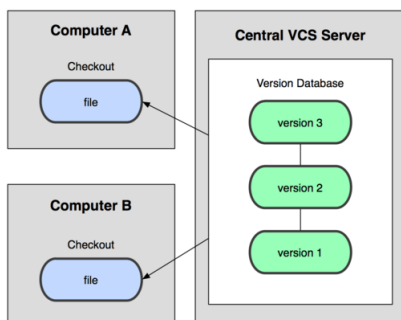 Computer A
Checkout
file
Computer B
Checkout
file
Central VCS Server
Version Database
version 3
version 2
version 1